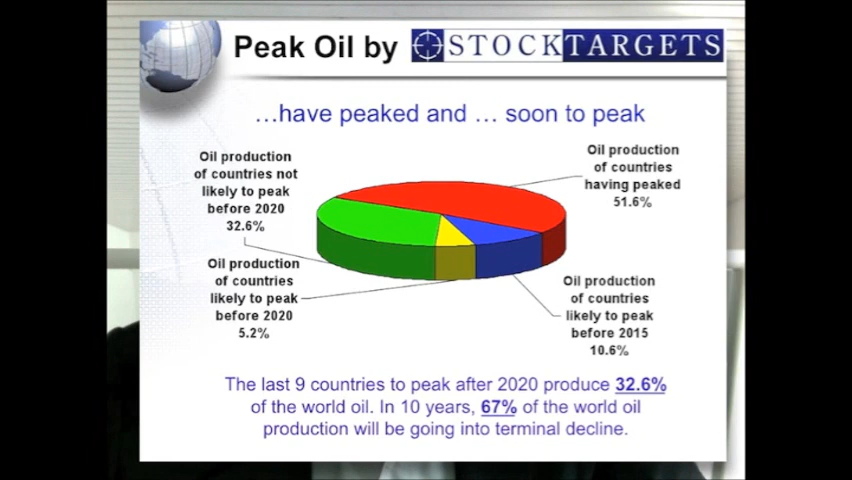 Peak Oil by STOCKTARGETS
...have peaked and ... soon to peak
Oil production
of countries not
likely to peak
before 2020
32.6%
Oil production
of countries
having peaked
51.6%
Oil production
of countries
likely to peak
before 2020
5.2%
Oil production
of countries
likely to peak
before 2015
10.6%
The last 9 countries to peak after 2020 produce 32.6%
of the world oil. In 10 years, 67% of the world oil
production will be going into terminal decline.